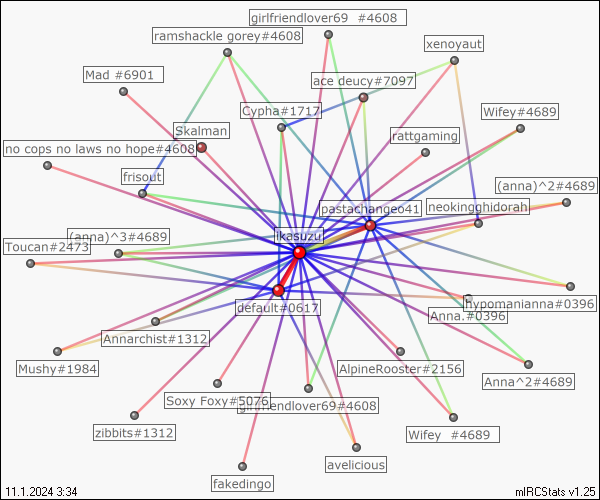 girlfriendlover69  #4608
ramshackle gorey#4608
xenoyaut
Mad #6901
ace deucy#7097
Cypha#1717
Wifey#4689
Skalman
rattgaming
no cops no laws no hope#4608
frisout
(anna)^2#4689
pastachangeo41
neokingghidorah
ikasuzu
(anna)^3#4689
Toucan#2473
hypomanianna#0396
default#0617
Anna.#0396
Annarchist#1312
Mushy#1984
AlpineRooster#2156
Anna^2#4689
Soxy Foxy#5076
girlfriendlover69#4608
zibbits#1312
Wifey  #4689
avelicious
fakedingo
11.1.2024 3:34
mIRCStats v1.25